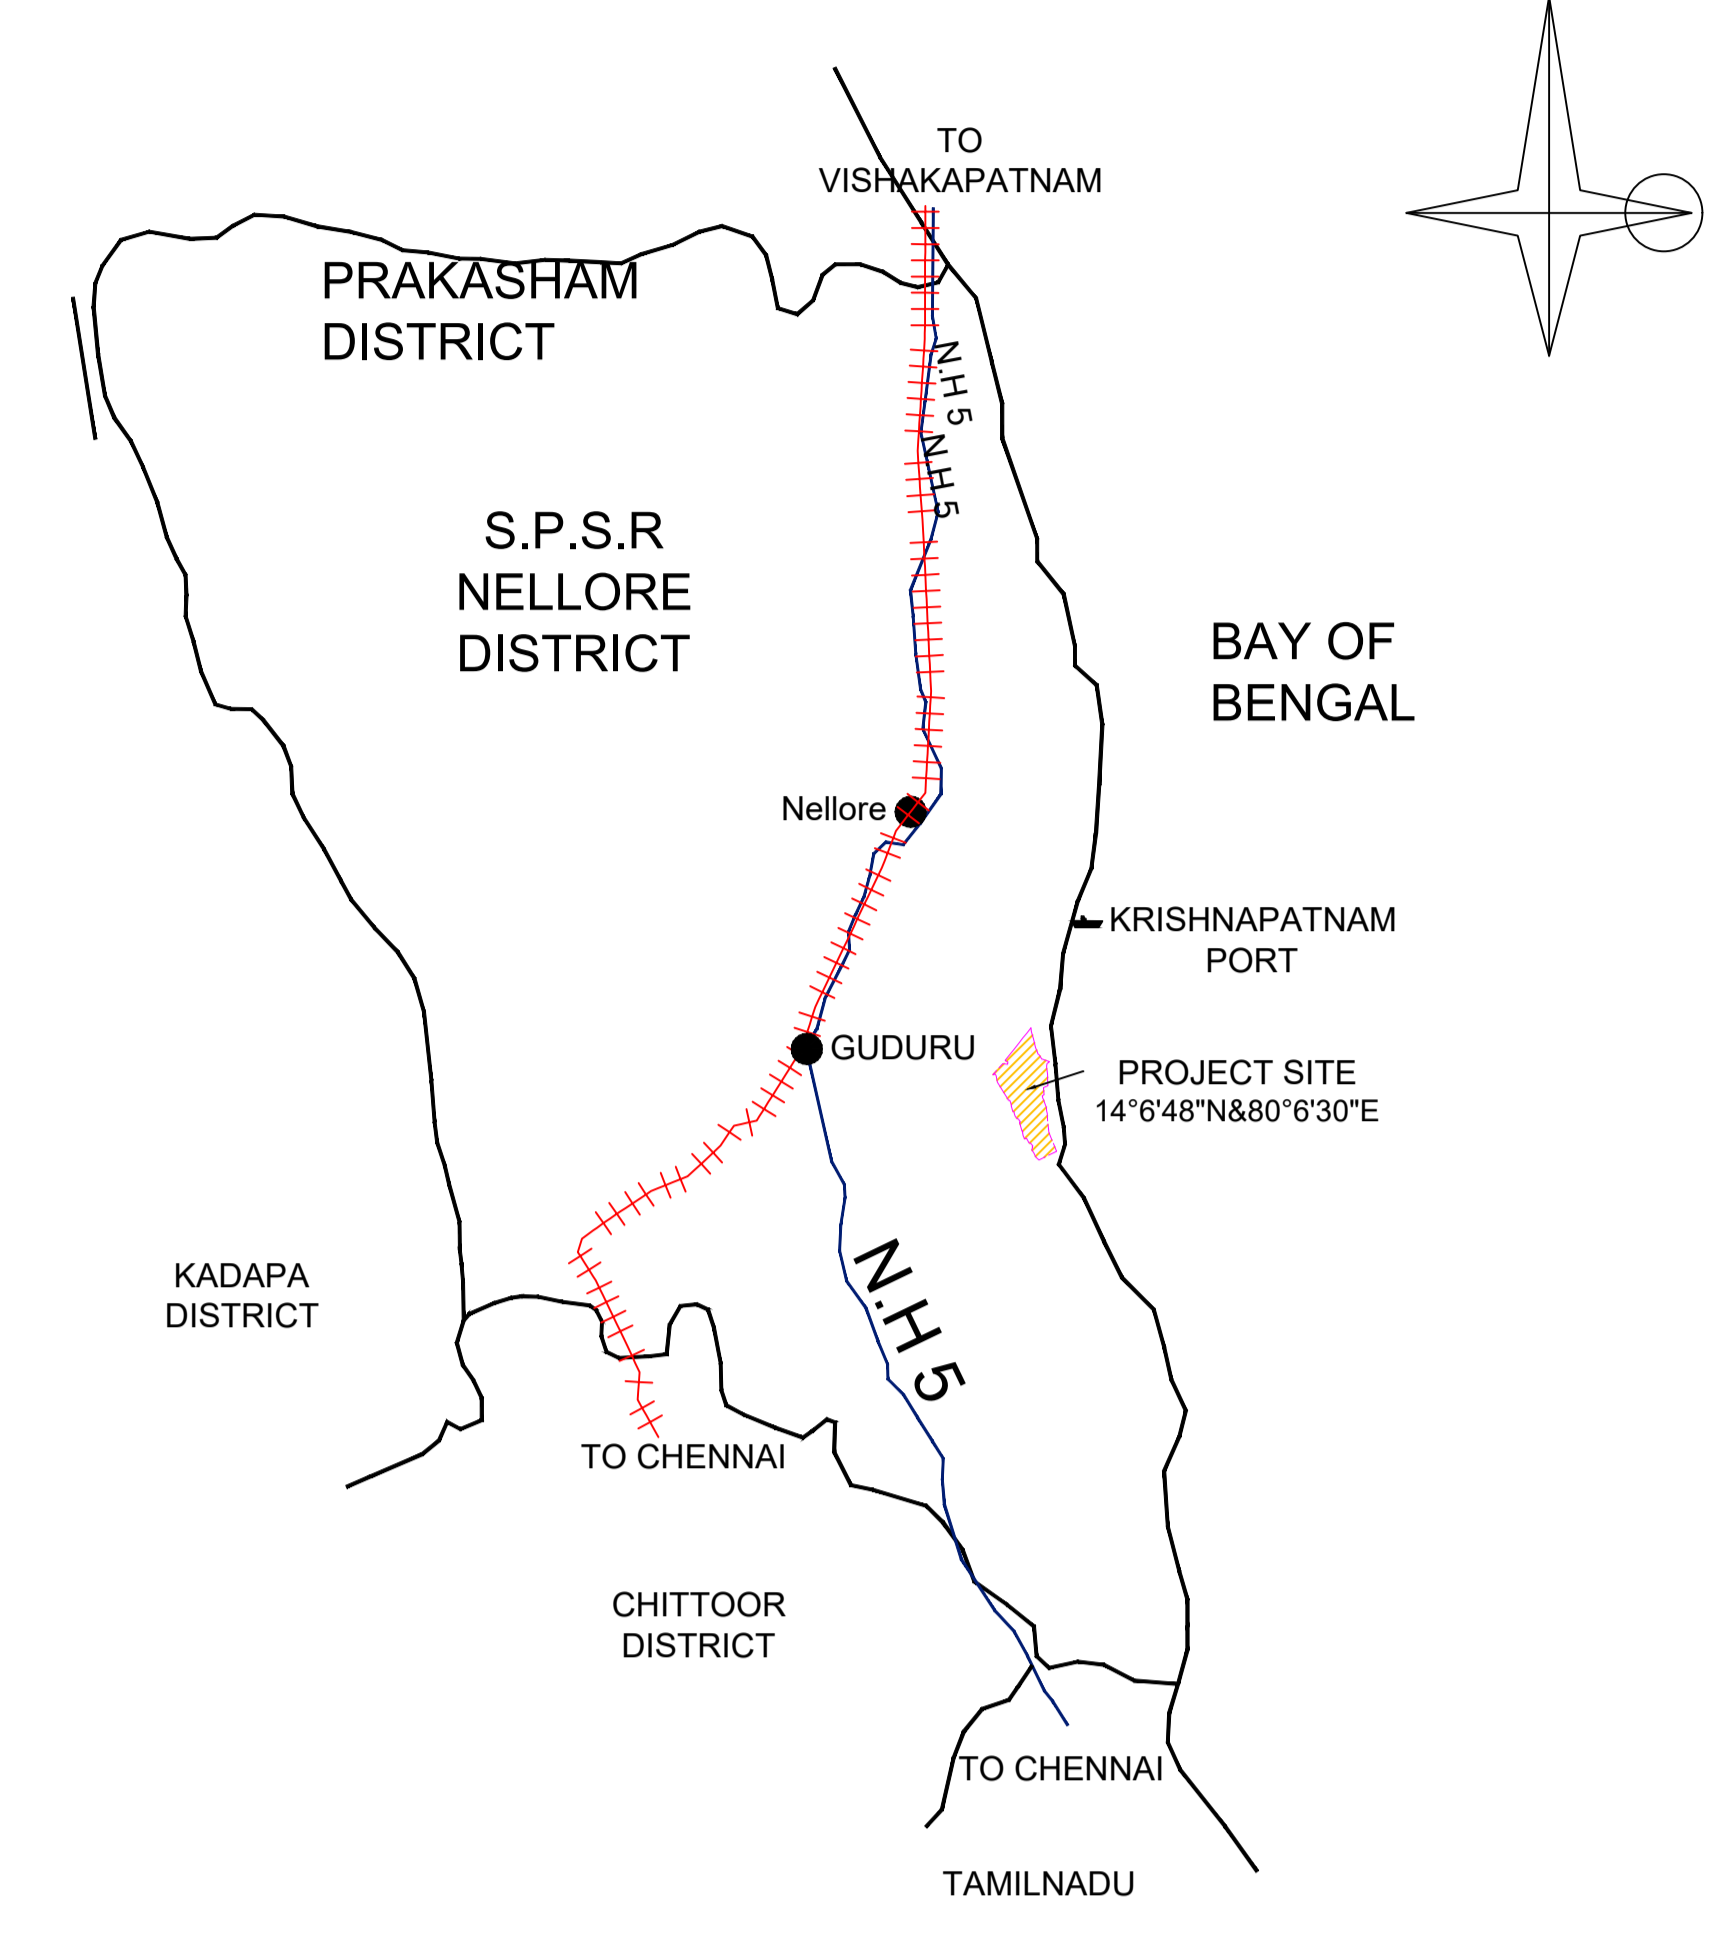 TO
VISHAKAPATNAM
PRAKASHAM
DISTRICT
N.H 5
N.H 5
S.P.S.R
NELLORE
DISTRICT
BAY OF
BENGAL
Nellore
KRISHNAPATNAM
PORT
GUDURU
PROJECT SITE
14°6'48"N&80°6'30"E
KADAPA
DISTRICT
N.H 5
TO CHENNAI
CHITTOOR
DISTRICT
TO CHENNAI
TAMILNADU